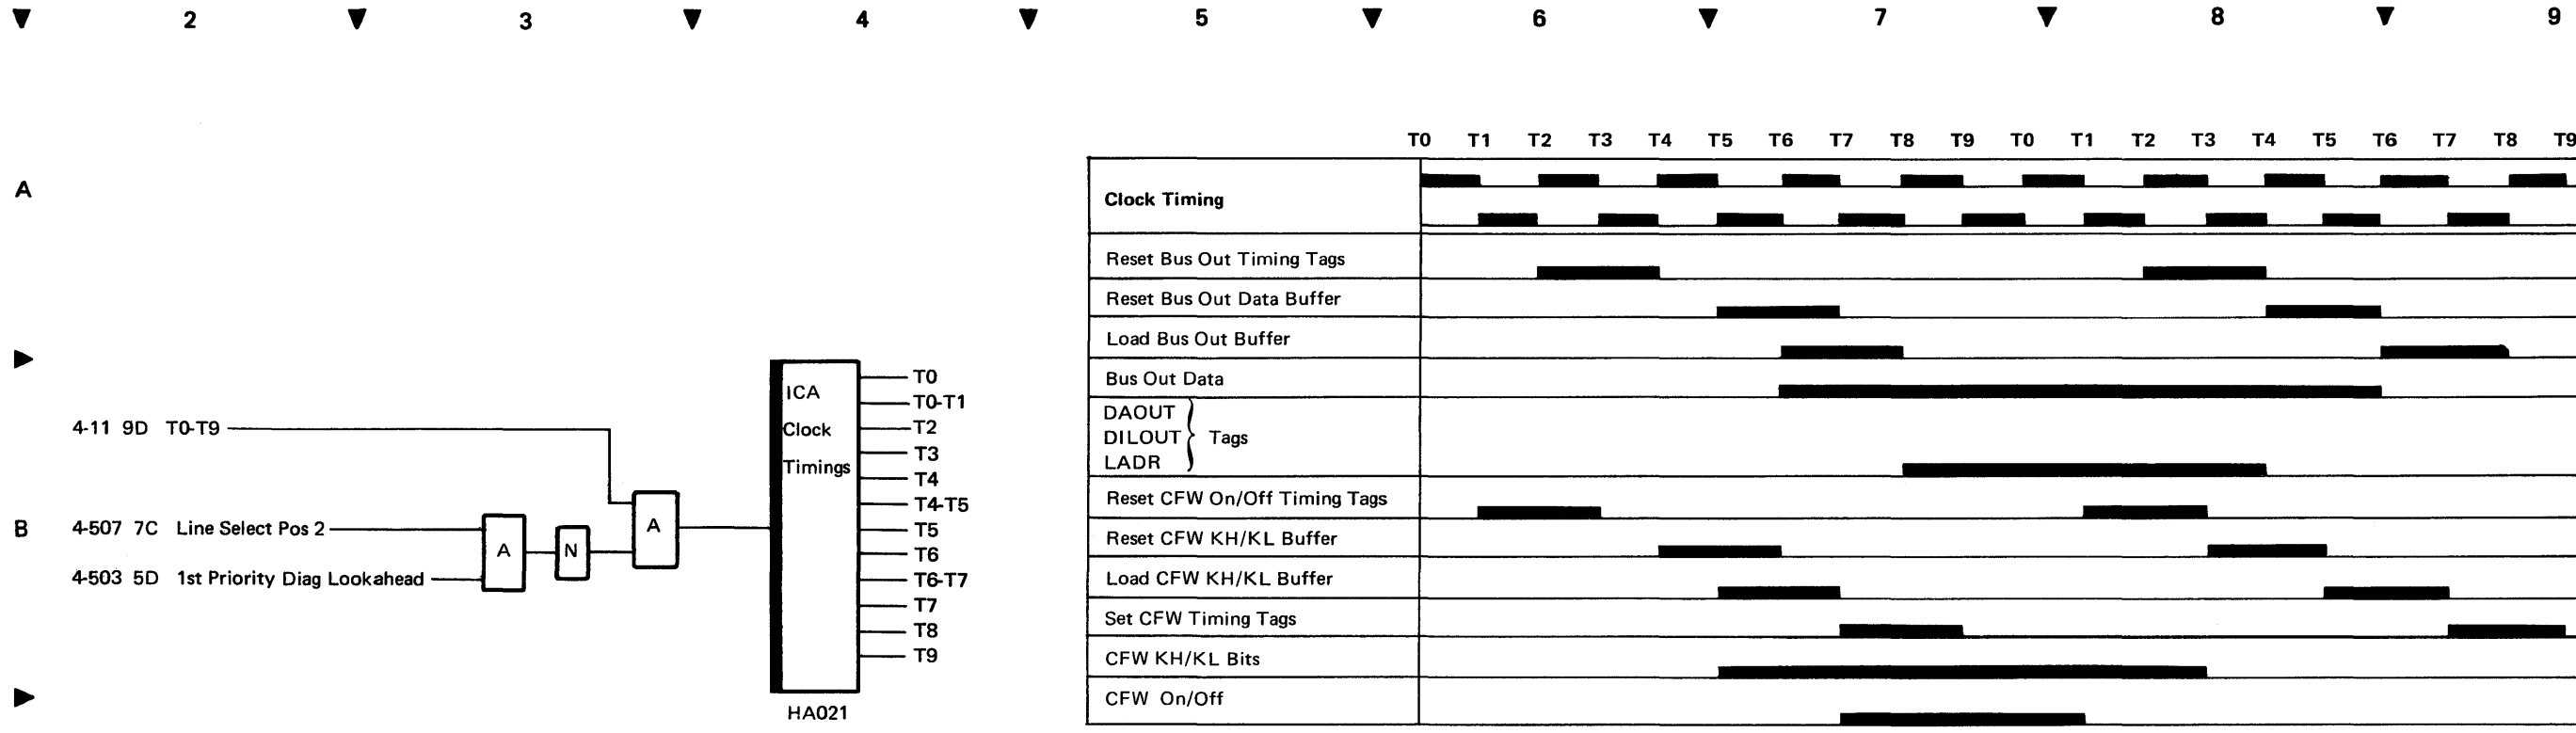 2 3 4 5 6 7 8 9
T0 T1 T2 T3 T4 T5 T6 T7 T8 T9 T0 T1 T2 T3 T4 T5 T6 T7 T8 T9
A
Clock Timing
Reset Bus Out Timing Tags
Reset Bus Out Data Buffer
Load Bus Out Buffer
Bus Out Data
DAOUT
DILOUT Tags
LADR
Reset CFW On/Off Timing Tags
Reset CFW KH/KL Buffer
Load CFW KH/KL Buffer
Set CFW Timing Tags
CFW KH/KL Bits
CFW On/Off
4-11 9D T0-T9
B
4-507 7C Line Select Pos 2
4-503 5D 1st Priority Diag Lookahead
A
N
A
ICA
Clock
Timings
T0
T0-T1
T2
T3
T4
T4-T5
T5
T6
T6-T7
T7
T8
T9
HA021